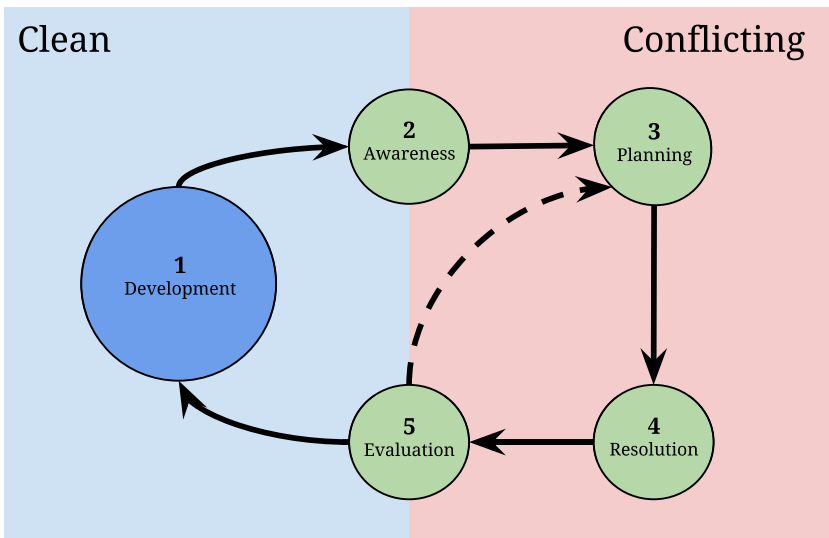 Clean
Conflicting
2
Awareness
3
Planning
1
Development
5
Evaluation
4
Resolution